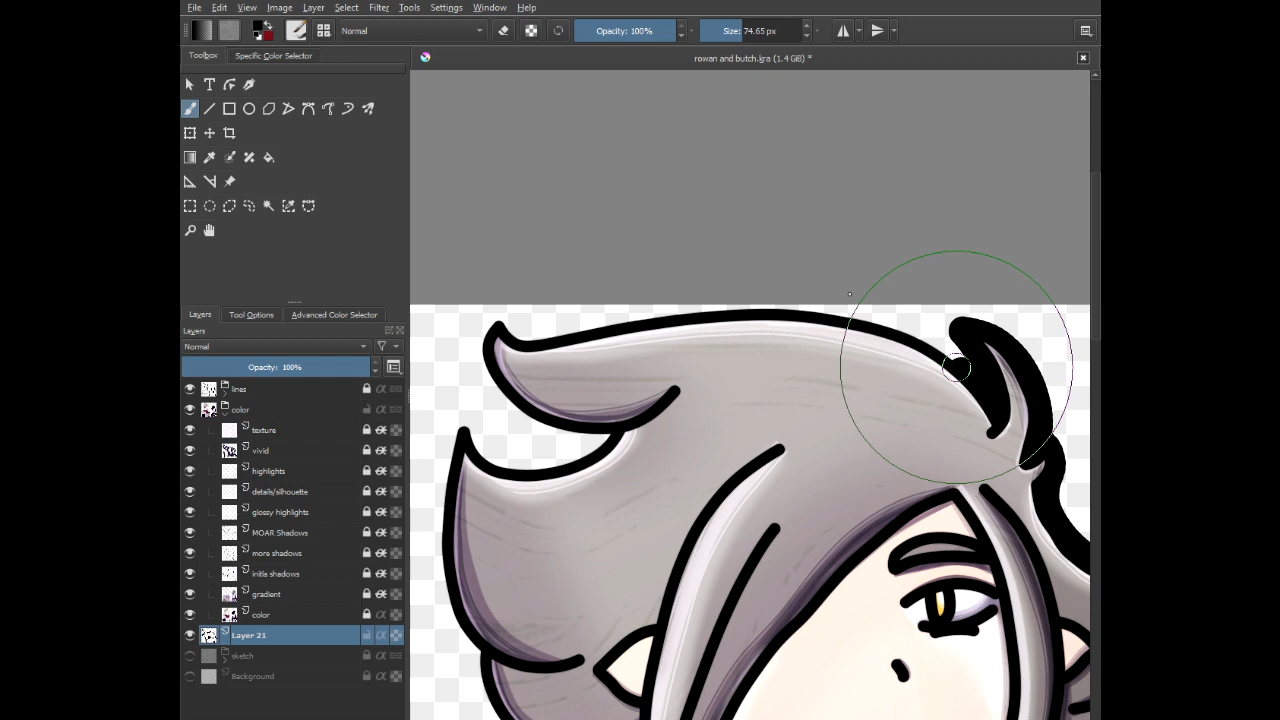 File Edit View Image Layer Select Filter Tools Settings Window Help
Normal Opacity: 100% Size: 74.65 px
Toolbox Specific Color Selector rowan and butch.kra (1.4 GiB) *
Layers Tool Options Advanced Color Selector
Layers
Normal
Opacity: 100%
lines
color
texture
vivid
highlights
details/silhouette
glossy highlights
MOAR Shadows
more shadows
initla shadows
gradient
color
Layer 21
sketch
Background